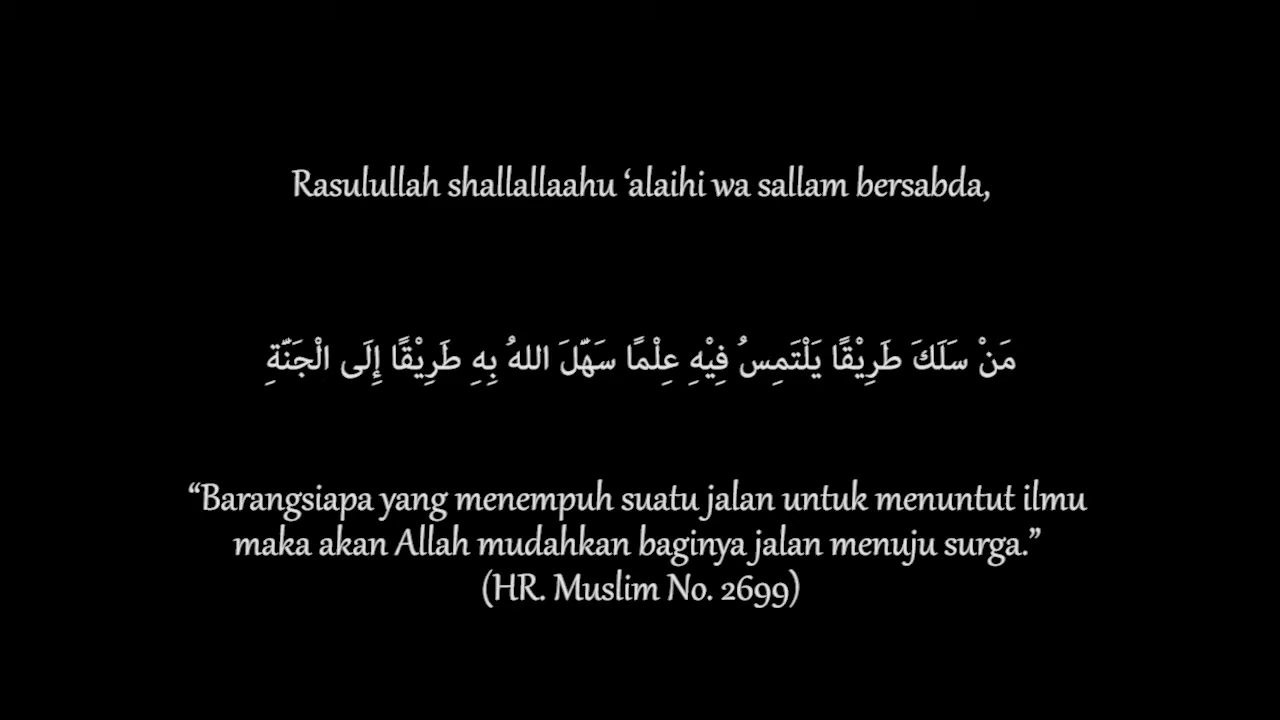 Rasulullah shallallaahu ‘alaihi wa sallam bersabda,
مَنْ سَلَكَ طَرِيْقًا يَلْتَمِسُ فِيْهِ عِلْمًا سَهَّلَ اللهُ بِهِ طَرِيْقًا إِلَى الْجَنَّةِ
“Barangsiapa yang menempuh suatu jalan untuk menuntut ilmu
maka akan Allah mudahkan baginya jalan menuju surga.”
(HR. Muslim No. 2699)